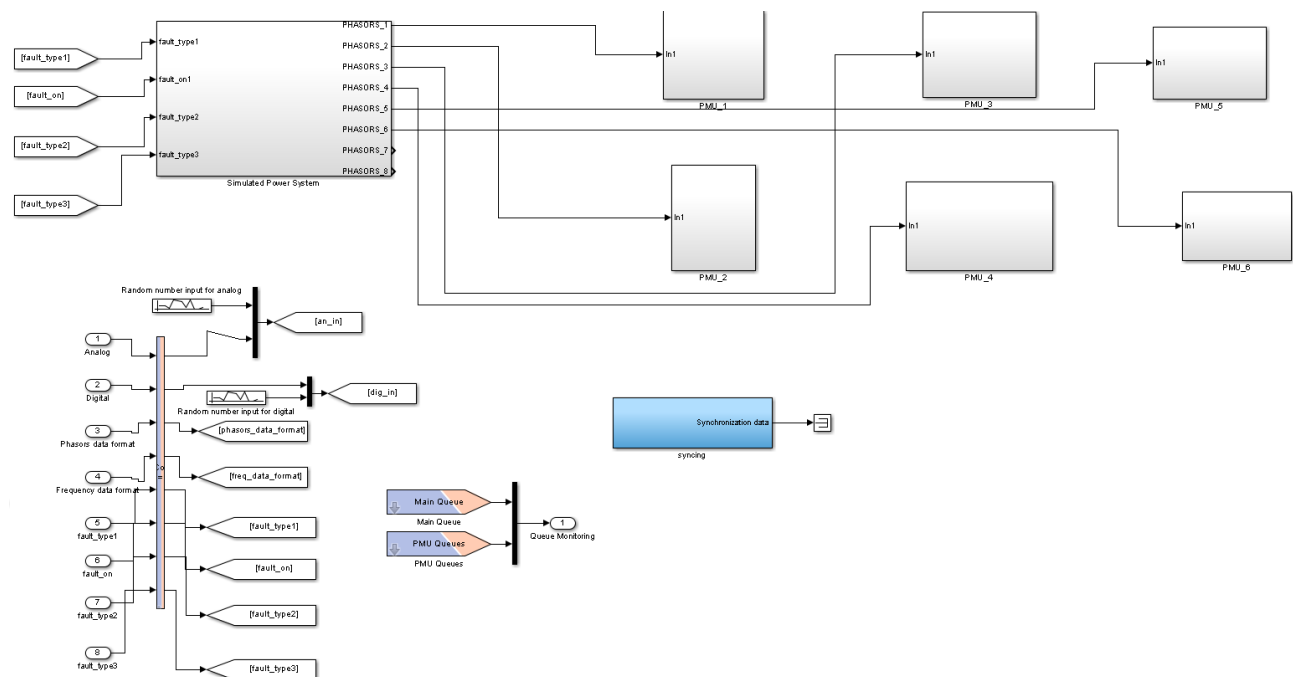 [fault_type1]
[fault_on]
[fault_type2]
[fault_type3]
fault_type1
fault_on1
fault_type2
fault_type3
PHASORS_1
PHASORS_2
PHASORS_3
PHASORS_4
PHASORS_5
PHASORS_6
PHASORS_7
PHASORS_8
Simulated Power System
In1
PMU_1
In1
PMU_3
In1
PMU_5
In1
PMU_2
In1
PMU_4
In1
PMU_6
Random number input for analog
[an_in]
1
Analog
2
Digital
Random number input for digital
[dig_in]
3
Phasors data format
[phasors_data_format]
4
Frequency data format
[freq_data_format]
5
fault_type1
[fault_type1]
6
fault_on
[fault_on]
7
fault_type2
[fault_type2]
8
fault_type3
[fault_type3]
Synchronization data
syncing
Main Queue
Main Queue
PMU Queues
PMU Queues
1
Queue Monitoring